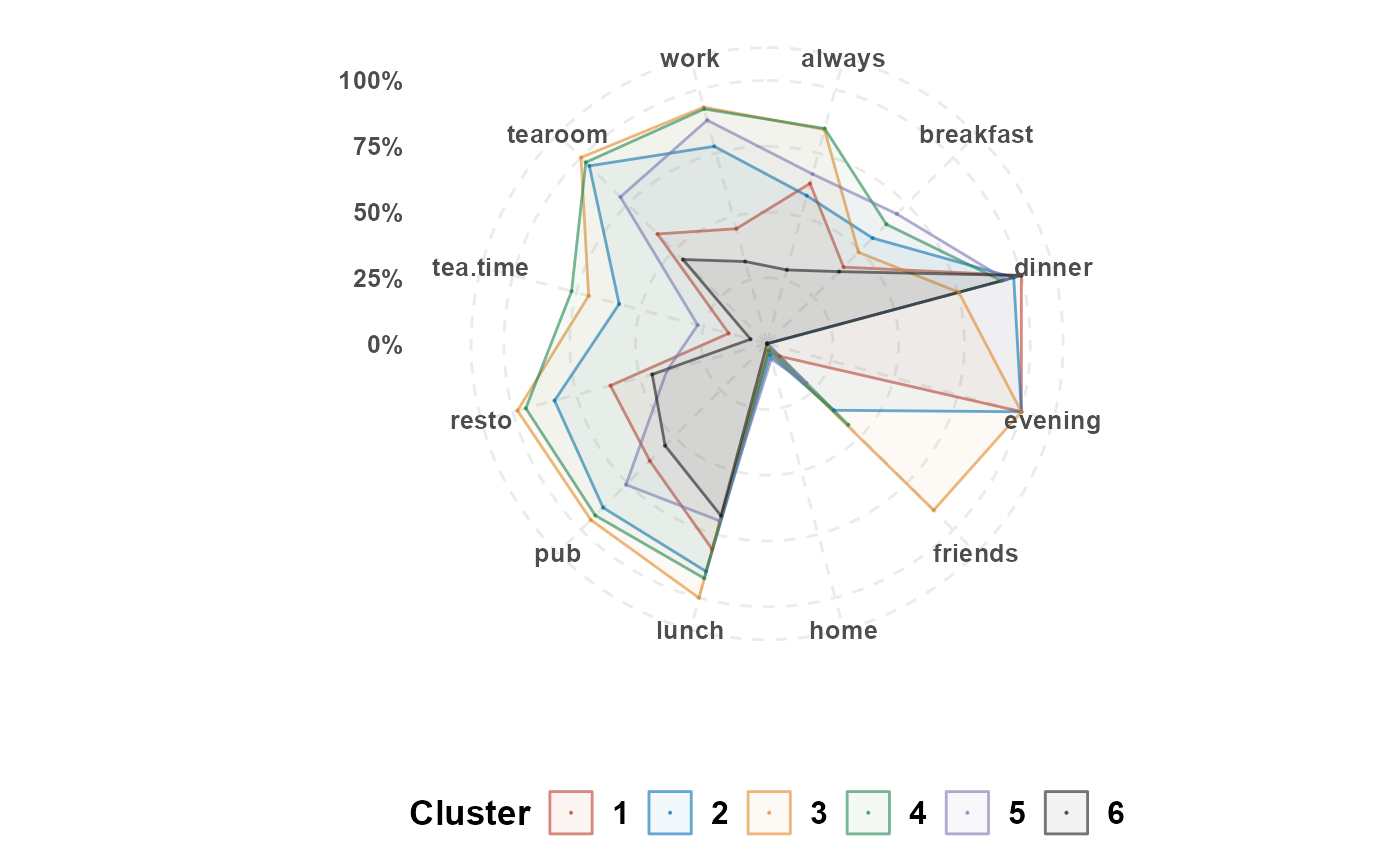 work always
100%
tearoom breakfast
75%
50%
tea.time dinner
25%
0%
resto evening
pub friends
lunch home
Cluster 1 2 3 4 5 6